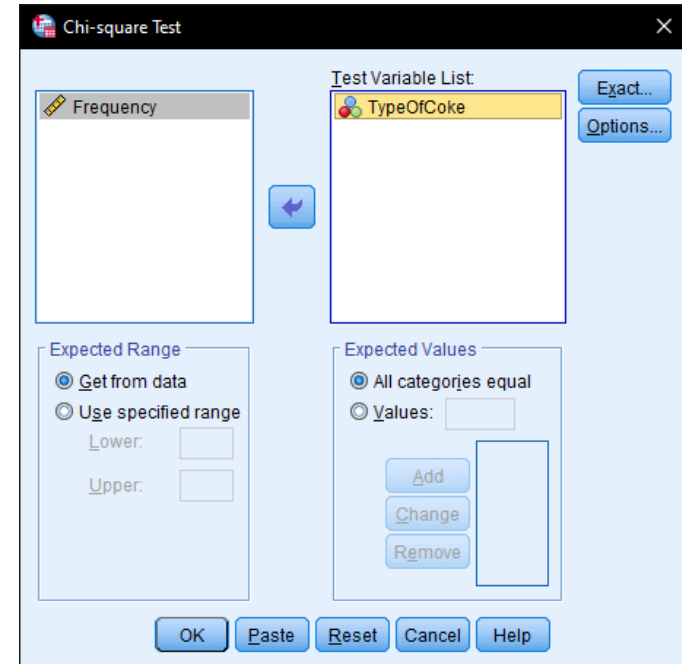 Chi-square Test
Test Variable List:
Frequency
TypeOfCoke
Exact...
Options...
Expected Range
Get from data
Use specified range
Lower:
Upper:
Expected Values
All categories equal
Values:
Add
Change
Remove
OK Paste Reset Cancel Help